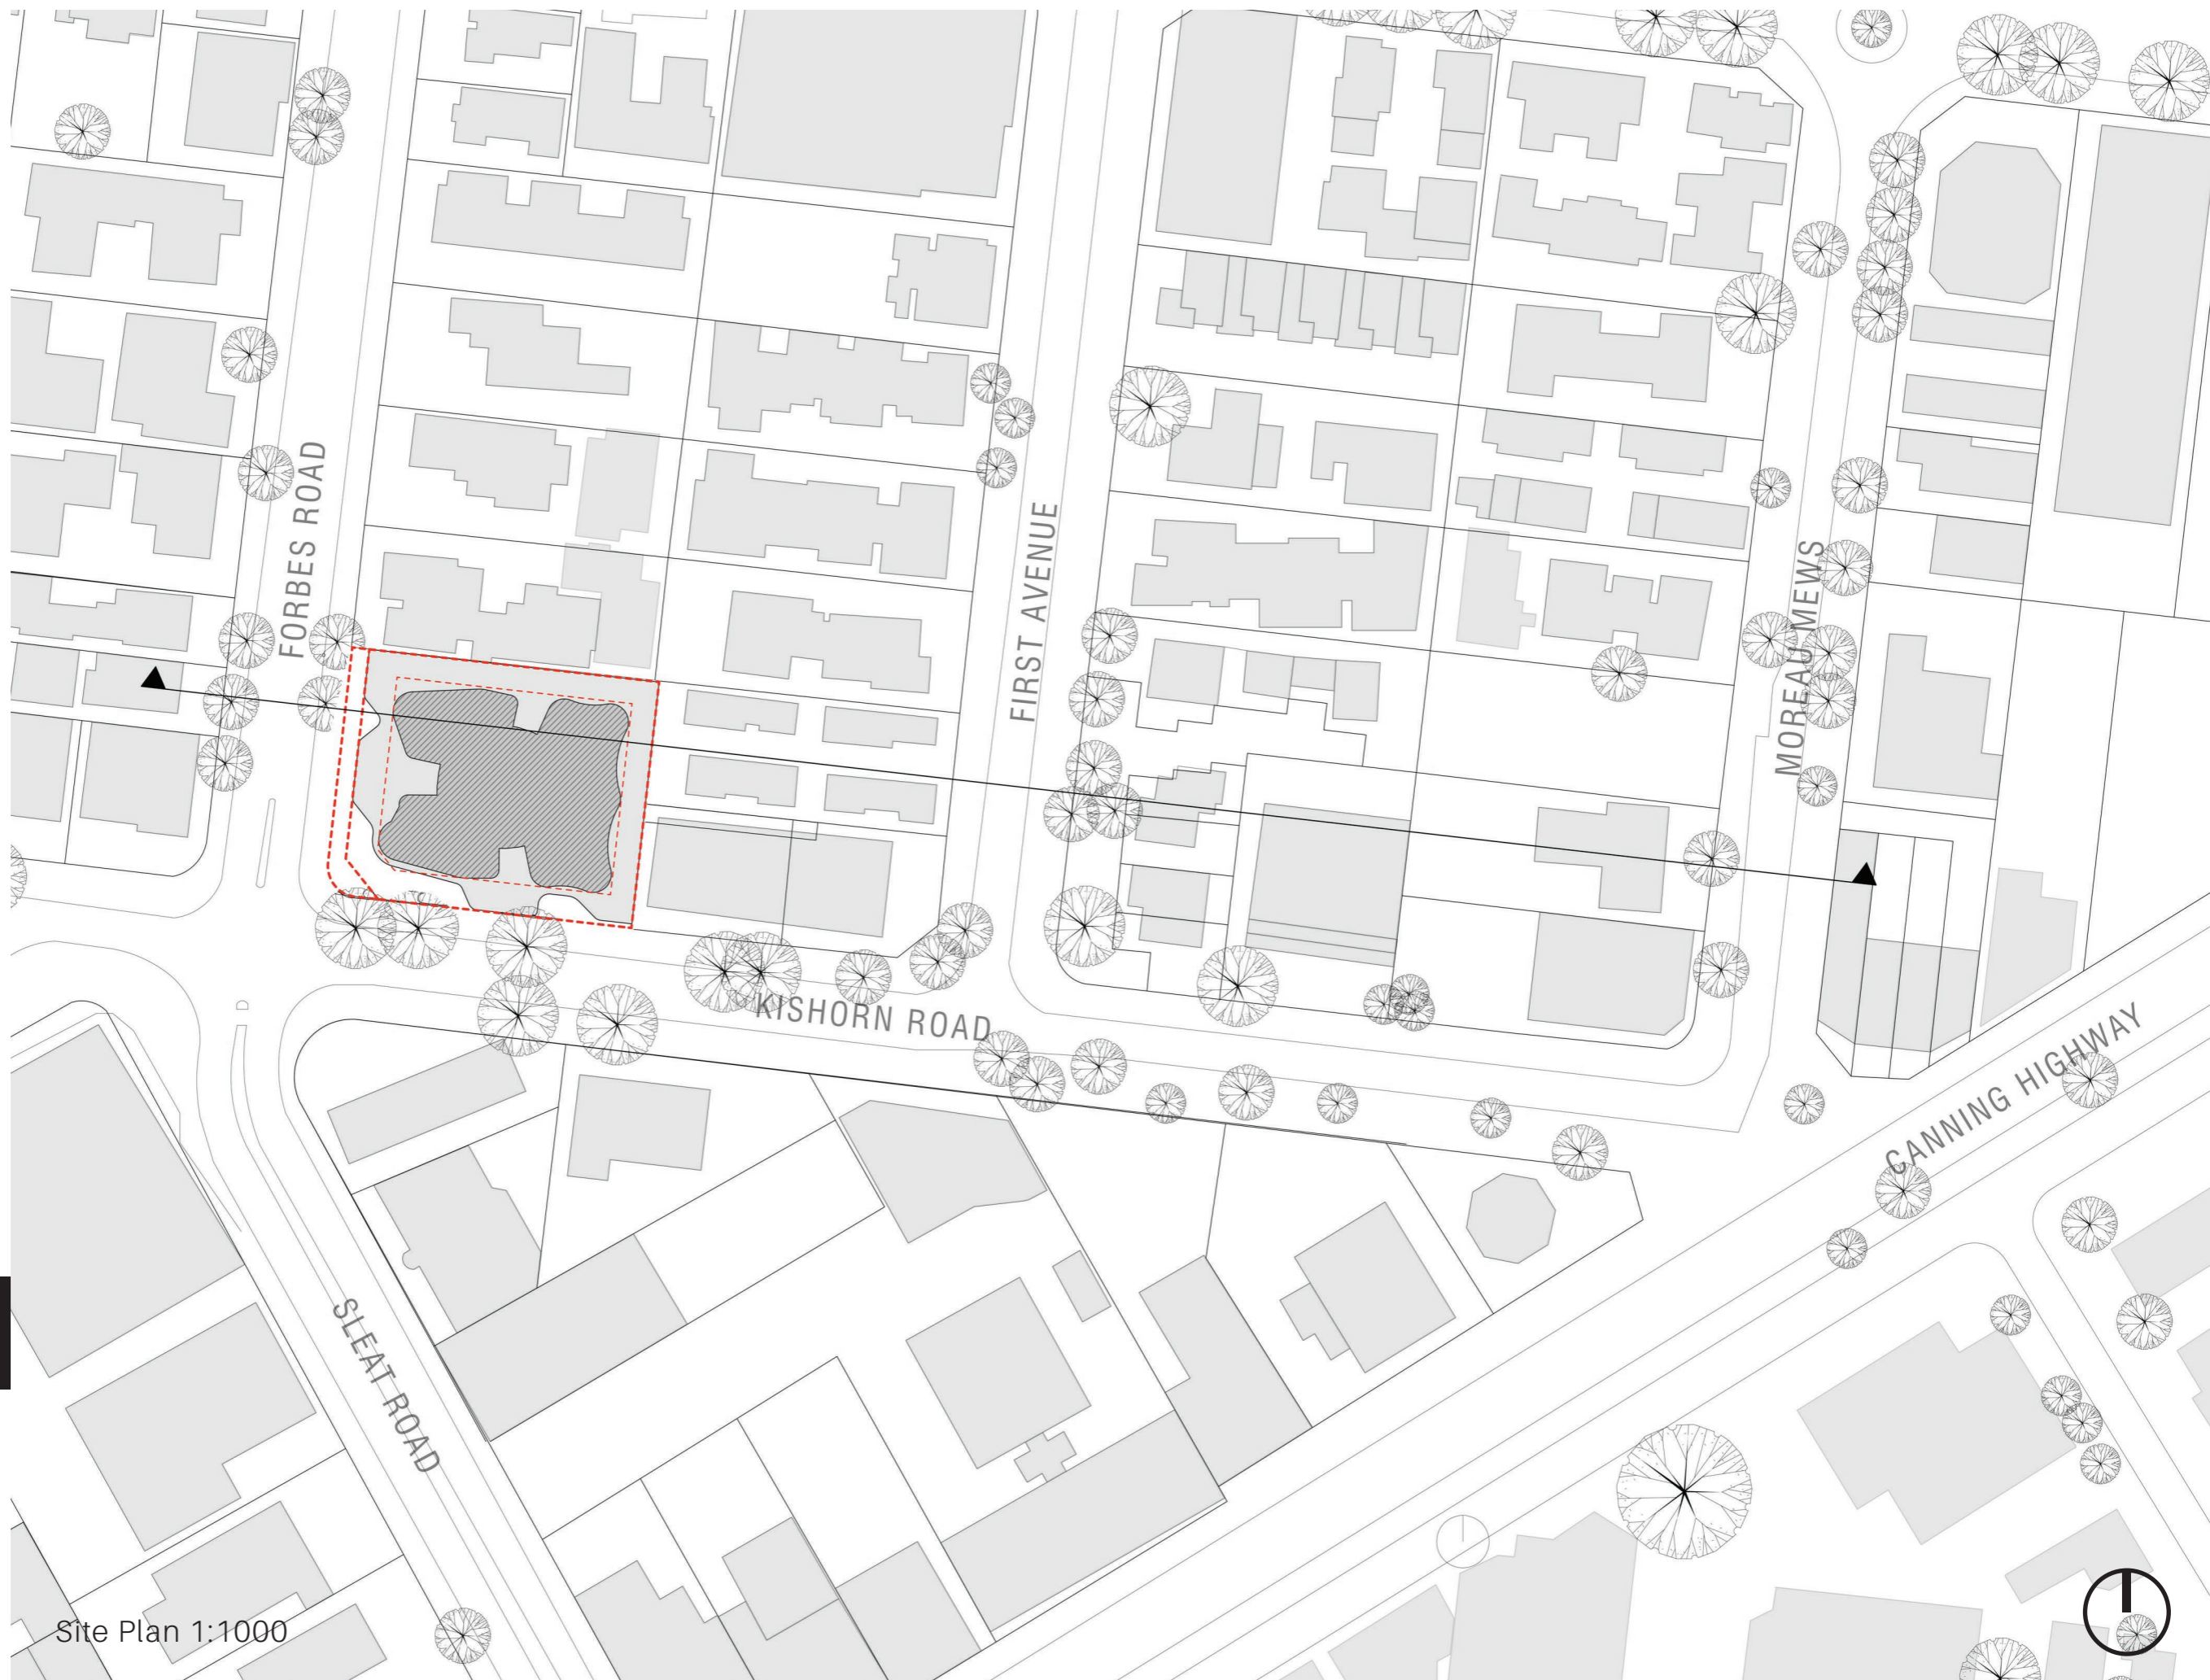 FORBES ROAD
FIRST AVENUE
MOREAU MEWS
KISHORN ROAD
CANNING HIGHWAY
SLEAT ROAD
Site Plan 1:1000